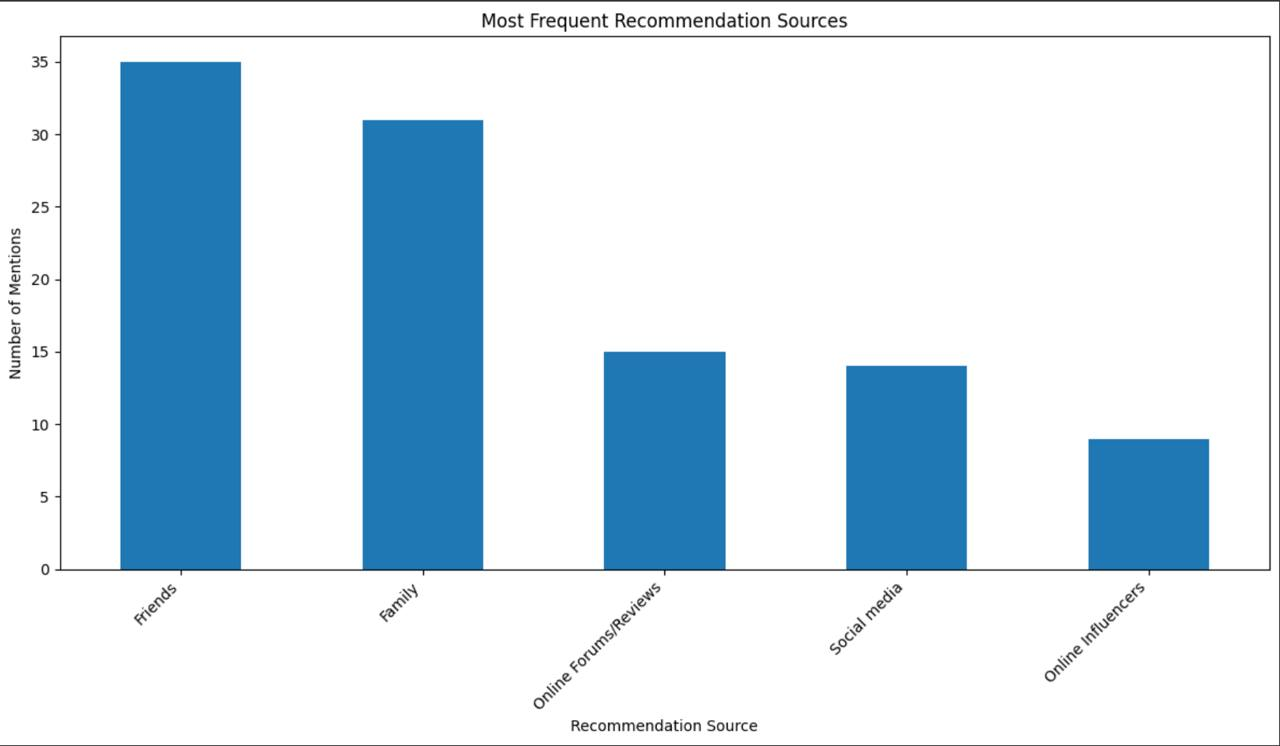 Most Frequent Recommendation Sources
35
30
25
20
15
10
5
0
Number of Mentions
Friends
Family
Online Forums/Reviews
Social media
Online Influencers
Recommendation Source